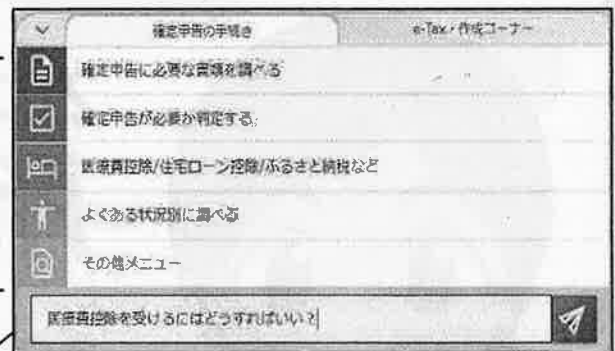 確定申告の手続き
e-Tax・作成コーナー
確定申告に必要な書類を調べる
確定申告が必要か判定する
医療費控除/住宅ローン控除/ふるさと納税など
よくある状況別に調べる
その他メニュー
医療費控除を受けるにはどうすればいい？